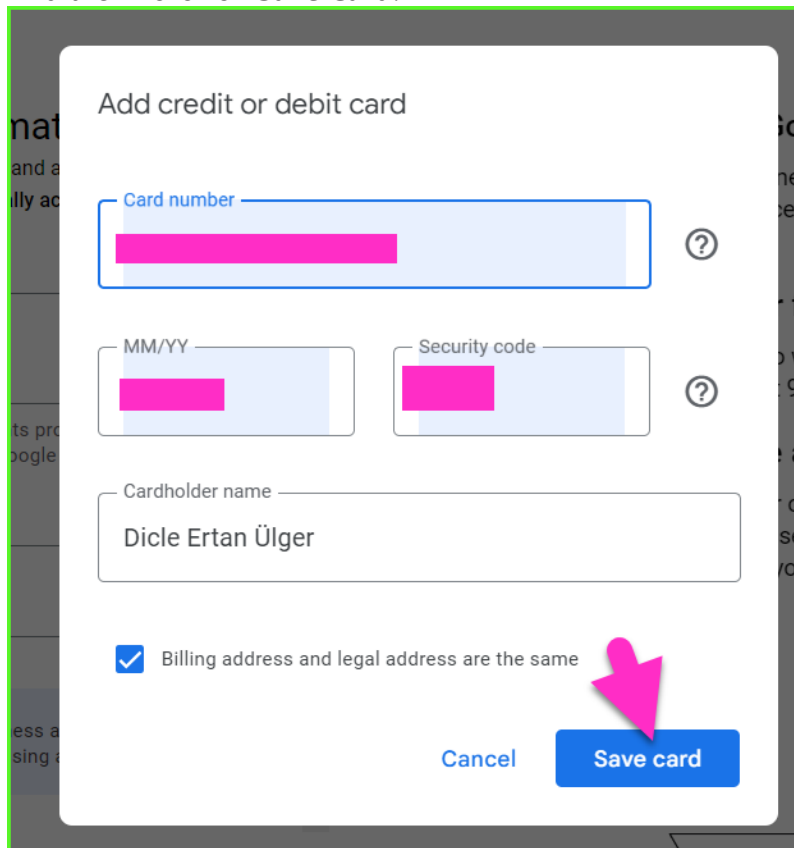 Add credit or debit card
Card number
MM/YY
Security code
Cardholder name
Dicle Ertan Ülger
Billing address and legal address are the same
Cancel
Save card